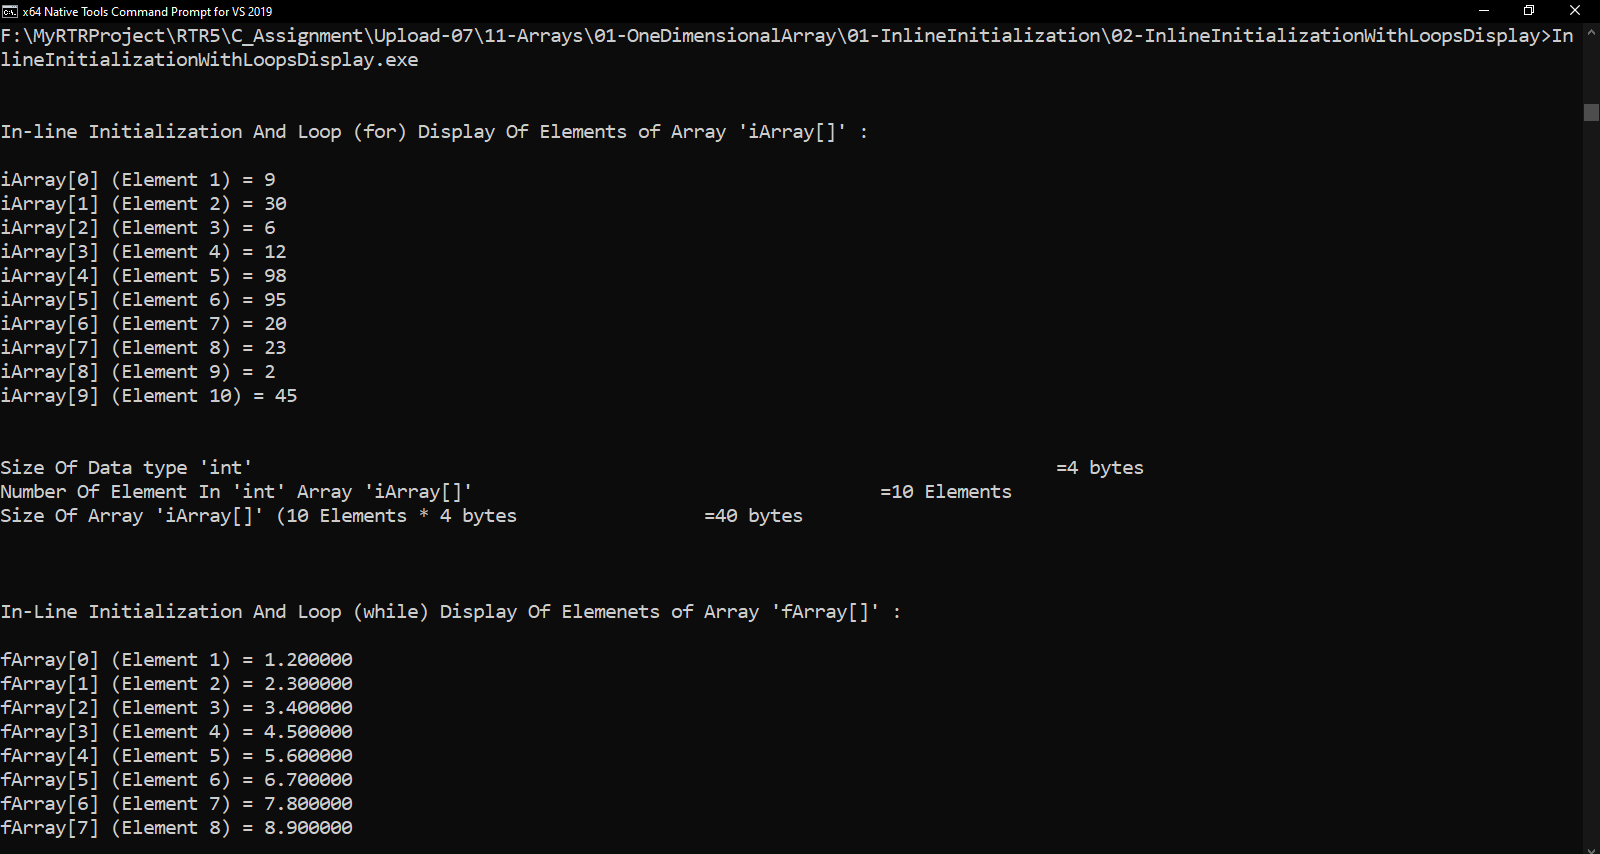 x64 Native Tools Command Prompt for VS 2019
F:\MyRTRProject\RTR5\C_Assignment\Upload-07\11-Arrays\01-OneDimensionalArray\01-InlineInitialization\02-InlineInitializationWithLoopsDisplay>In
lineInitializationWithLoopsDisplay.exe
In-line Initialization And Loop (for) Display Of Elements of Array 'iArray[]' :
iArray[0] (Element 1) = 9
iArray[1] (Element 2) = 30
iArray[2] (Element 3) = 6
iArray[3] (Element 4) = 12
iArray[4] (Element 5) = 98
iArray[5] (Element 6) = 95
iArray[6] (Element 7) = 20
iArray[7] (Element 8) = 23
iArray[8] (Element 9) = 2
iArray[9] (Element 10) = 45
Size Of Data type 'int' =4 bytes
Number Of Element In 'int' Array 'iArray[]' =10 Elements
Size Of Array 'iArray[]' (10 Elements * 4 bytes =40 bytes
In-Line Initialization And Loop (while) Display Of Elemenets of Array 'fArray[]' :
fArray[0] (Element 1) = 1.200000
fArray[1] (Element 2) = 2.300000
fArray[2] (Element 3) = 3.400000
fArray[3] (Element 4) = 4.500000
fArray[4] (Element 5) = 5.600000
fArray[5] (Element 6) = 6.700000
fArray[6] (Element 7) = 7.800000
fArray[7] (Element 8) = 8.900000